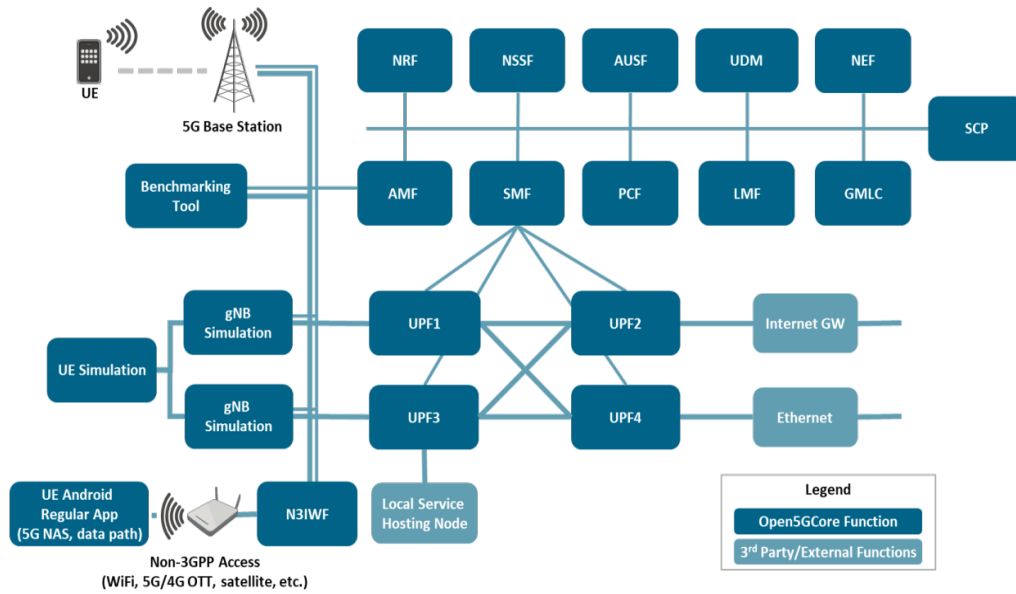 UE
5G Base Station
NRF
NSSF
AUSF
UDM
NEF
SCP
Benchmarking
Tool
AMF
SMF
PCF
LMF
GMLC
gNB
Simulation
UPF1
UPF2
Internet GW
UE Simulation
gNB
Simulation
UPF3
UPF4
Ethernet
UE Android
Regular App
(5G NAS, data path)
N3IWF
Local Service
Hosting Node
Non-3GPP Access
(WiFi, 5G/4G OTT, satellite, etc.)
Legend
Open5GCore Function
3rd Party/External Functions